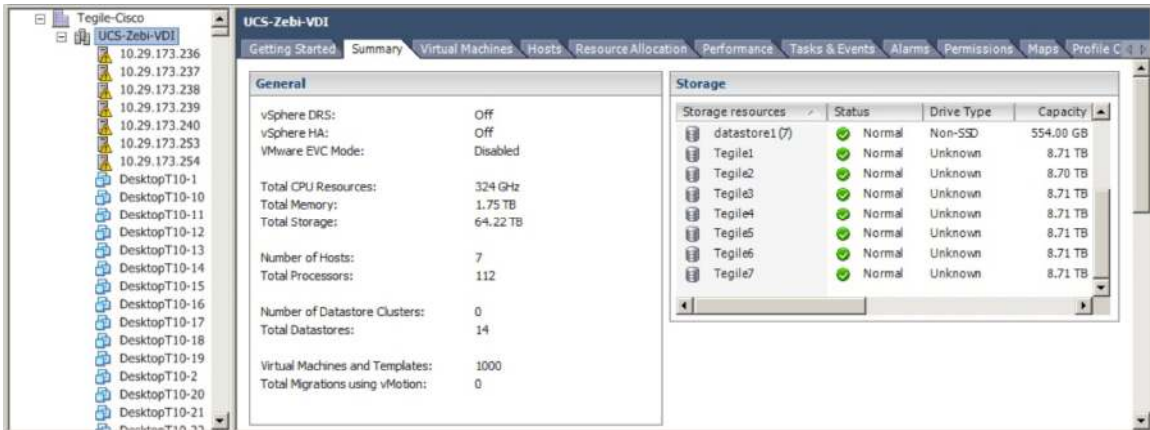 Tegile-Cisco
UCS-Zebi-VDI
10.29.173.236
10.29.173.237
10.29.173.238
10.29.173.239
10.29.173.240
10.29.173.253
10.29.173.254
DesktopT10-1
DesktopT10-10
DesktopT10-11
DesktopT10-12
DesktopT10-13
DesktopT10-14
DesktopT10-15
DesktopT10-16
DesktopT10-17
DesktopT10-18
DesktopT10-19
DesktopT10-2
DesktopT10-20
DesktopT10-21
UCS-Zebi-VDI
Getting Started Summary Virtual Machines Hosts Resource Allocation Performance Tasks & Events Alarms Permissions Maps Profile C
General
vSphere DRS: Off
vSphere HA: Off
VMware EVC Mode: Disabled
Total CPU Resources: 324 GHz
Total Memory: 1.75 TB
Total Storage: 64.22 TB
Number of Hosts: 7
Total Processors: 112
Number of Datastore Clusters: 0
Total Datastores: 14
Virtual Machines and Templates: 1000
Total Migrations using vMotion: 0
Storage
Storage resources Status Drive Type Capacity
datastore1 (7) Normal Non-SSD 554.00 GB
Tegile1 Normal Unknown 8.71 TB
Tegile2 Normal Unknown 8.70 TB
Tegile3 Normal Unknown 8.71 TB
Tegile4 Normal Unknown 8.71 TB
Tegile5 Normal Unknown 8.71 TB
Tegile6 Normal Unknown 8.71 TB
Tegile7 Normal Unknown 8.71 TB